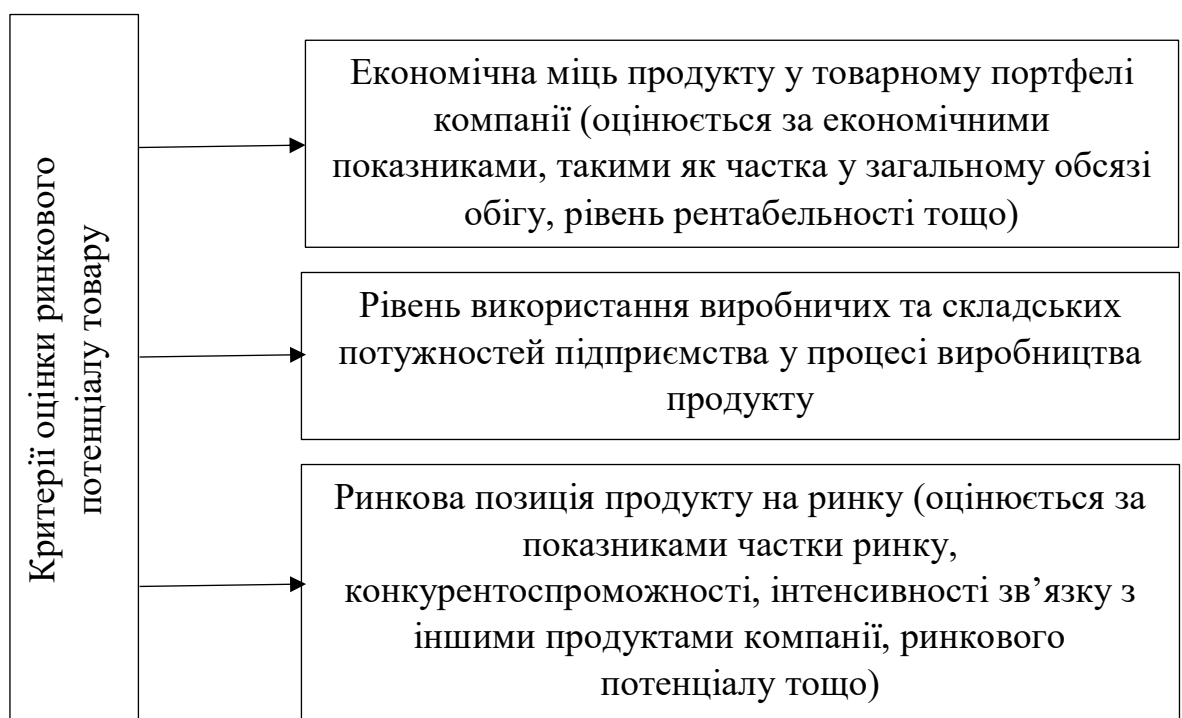 Критерії оцінки ринкового
потенціалу товару
Економічна міць продукту у товарному портфелі
компанії (оцінюється за економічними
показниками, такими як частка у загальному обсязі
обігу, рівень рентабельності тощо)
Рівень використання виробничих та складських
потужностей підприємства у процесі виробництва
продукту
Ринкова позиція продукту на ринку (оцінюється за
показниками частки ринку,
конкурентоспроможності, інтенсивності зв’язку з
іншими продуктами компанії, ринкового
потенціалу тощо)